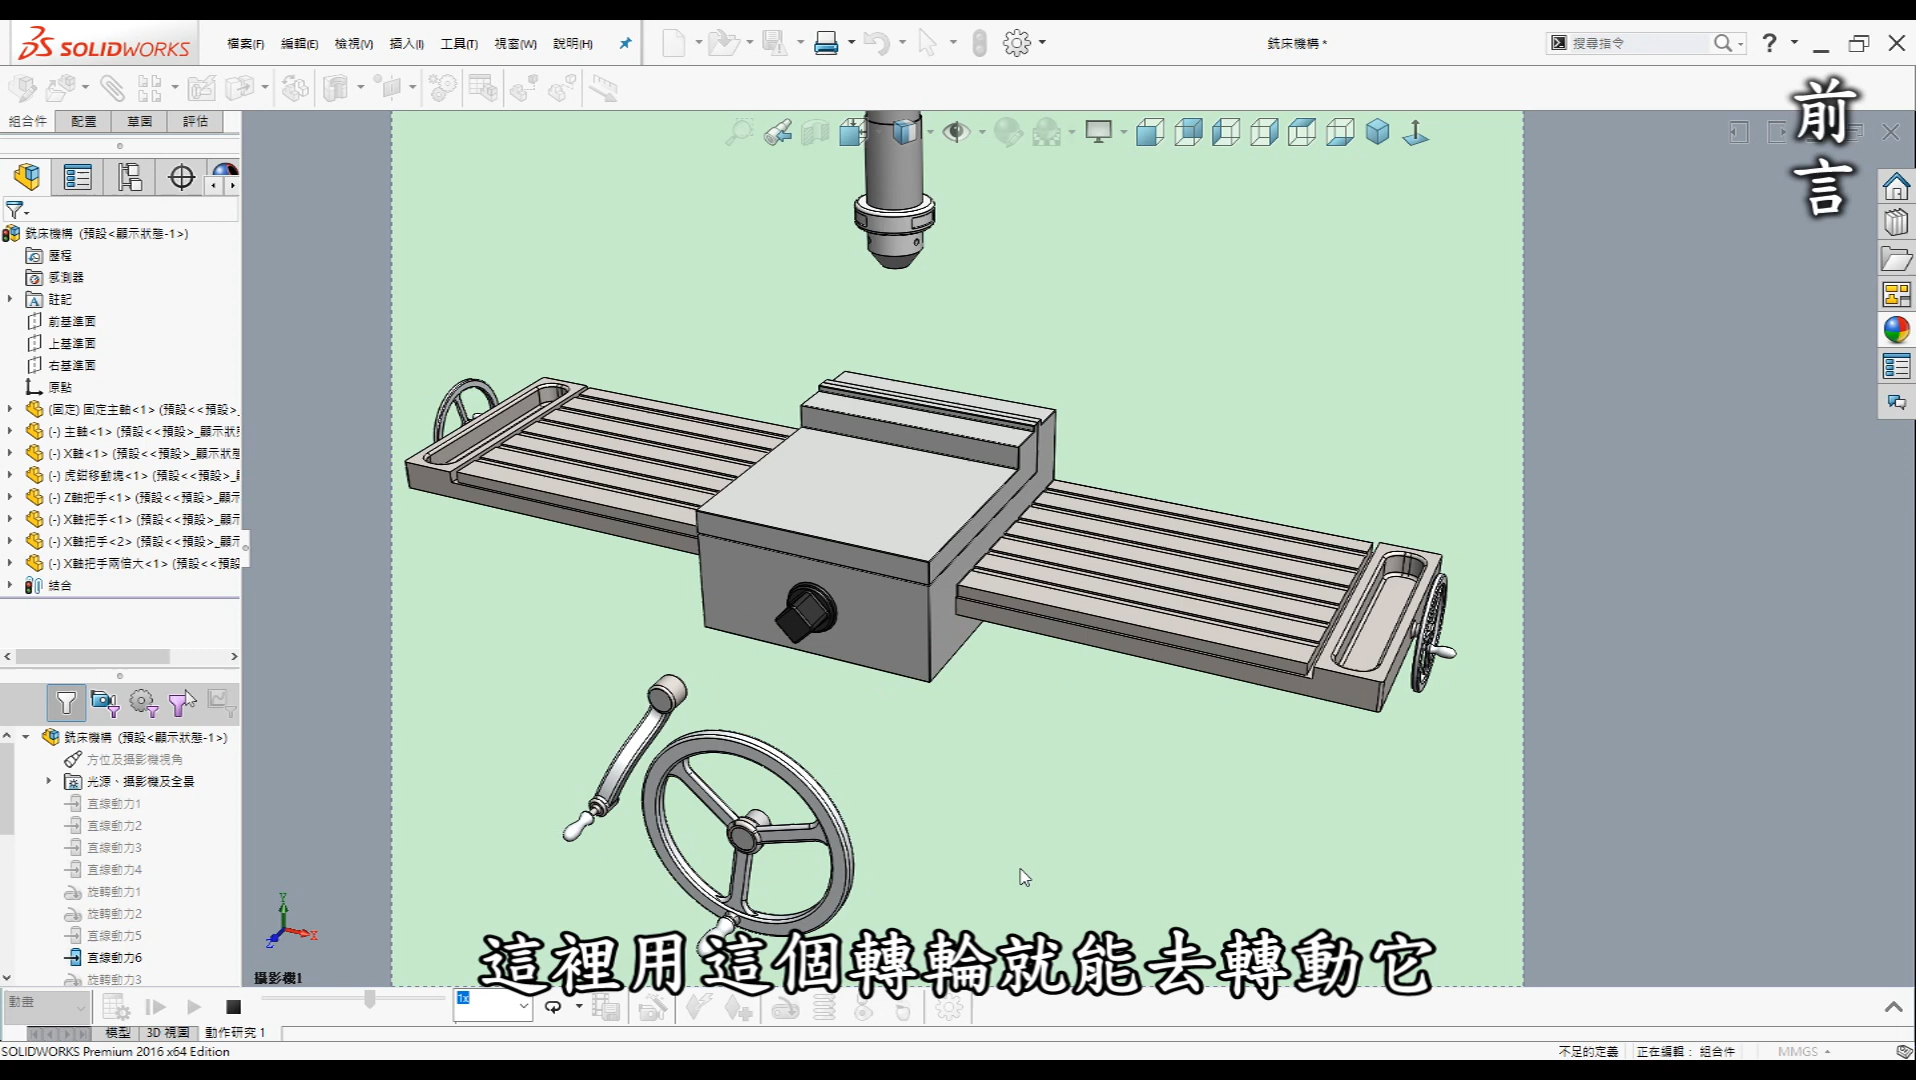 SOLIDWORKS
檔案(F) 編輯(E) 檢視(V) 插入(I) 工具(T) 視窗(W) 說明(H)
銑床機構 *
搜尋指令
?
前言
組合件 配置 草圖 評估
銑床機構 (預設<顯示狀態-1>)
歷程
感測器
註記
前基準面
上基準面
右基準面
原點
(固定) 固定主軸<1> (預設<<預設>_
(-) 主軸<1> (預設<<預設>_顯示狀
(-) X軸<1> (預設<<預設>_顯示狀態
(-) 虎鉗移動塊<1> (預設<<預設>_
(-) Z軸把手<1> (預設<<預設>_顯示
(-) X軸把手<1> (預設<<預設>_顯示
(-) X軸把手<2> (預設<<預設>_顯示
(-) X軸把手兩倍大<1> (預設<<預設
結合
銑床機構 (預設<顯示狀態-1>)
方位及攝影機視角
光源、攝影機及全景
直線動力1
直線動力2
直線動力3
直線動力4
旋轉動力1
旋轉動力2
直線動力5
直線動力6
旋轉動力3
Y
X
Z
攝影機1
這裡用這個轉輪就能去轉動它
動畫
1x
模型 3D 視圖 動作研究 1
SOLIDWORKS Premium 2016 x64 Edition
不足的定義 正在編輯： 組合件 MMGS